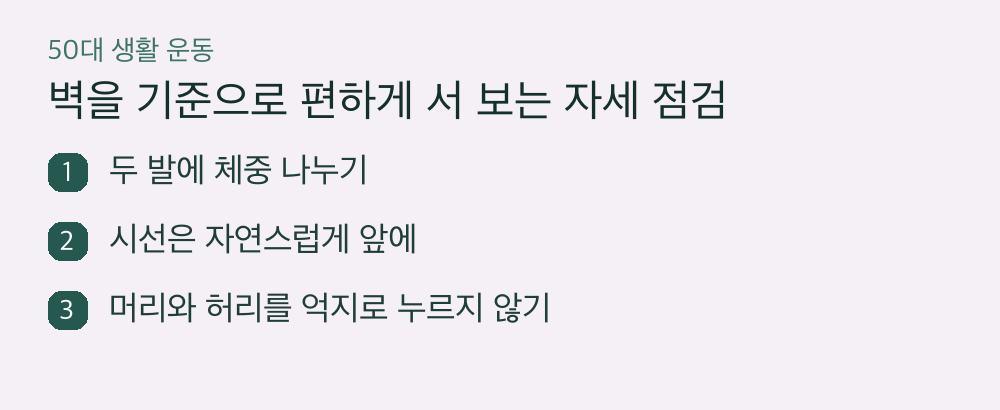 50대 생활 운동
벽을 기준으로 편하게 서 보는 자세 점검
1 두 발에 체중 나누기
2 시선은 자연스럽게 앞에
3 머리와 허리를 억지로 누르지 않기